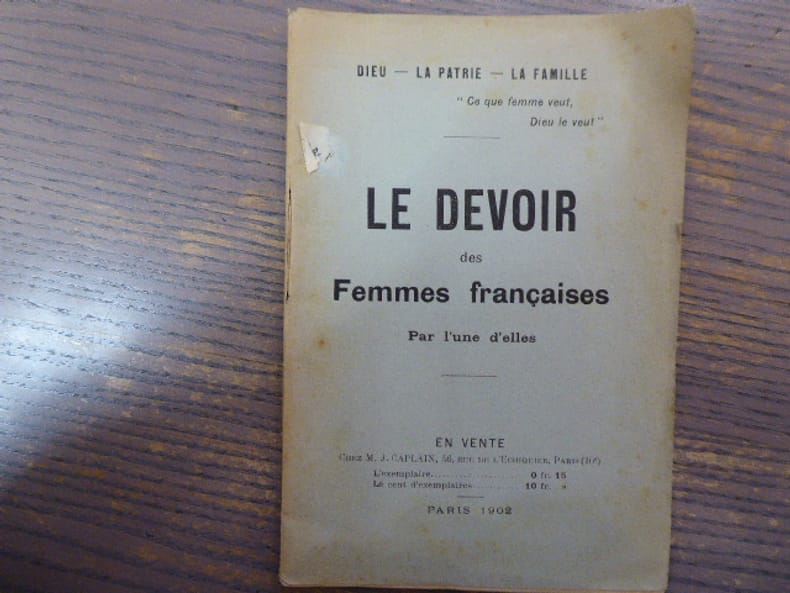 DIEU — LA PATRIE — LA FAMILLE
" Ce que femme veut,
Dieu le veut "
LE DEVOIR
des
Femmes françaises
Par l'une d'elles
EN VENTE
CHEZ M. J. CAPLAIN, 56, RUE DE L'ECHIQUIER, PARIS (10e)
L'exemplaire........................ 0 fr. 15
Le cent d'exemplaires............ 10 fr. »
PARIS 1902